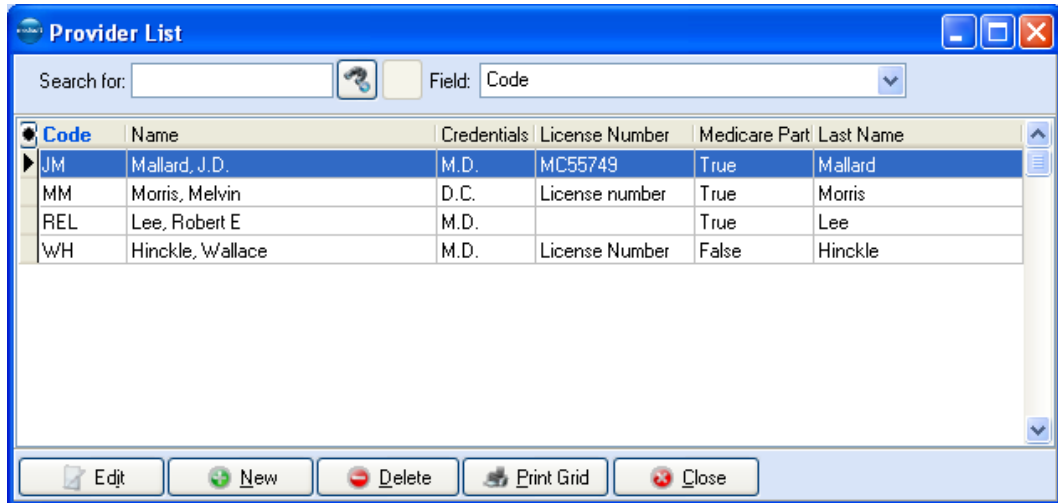 Provider List
Search for: Field: Code
Code Name Credentials License Number Medicare Part Last Name
JM Mallard, J.D. M.D. MC55749 True Mallard
MM Morris, Melvin D.C. License number True Morris
REL Lee, Robert E M.D. True Lee
WH Hinckle, Wallace M.D. License Number False Hinckle
Edit New Delete Print Grid Close